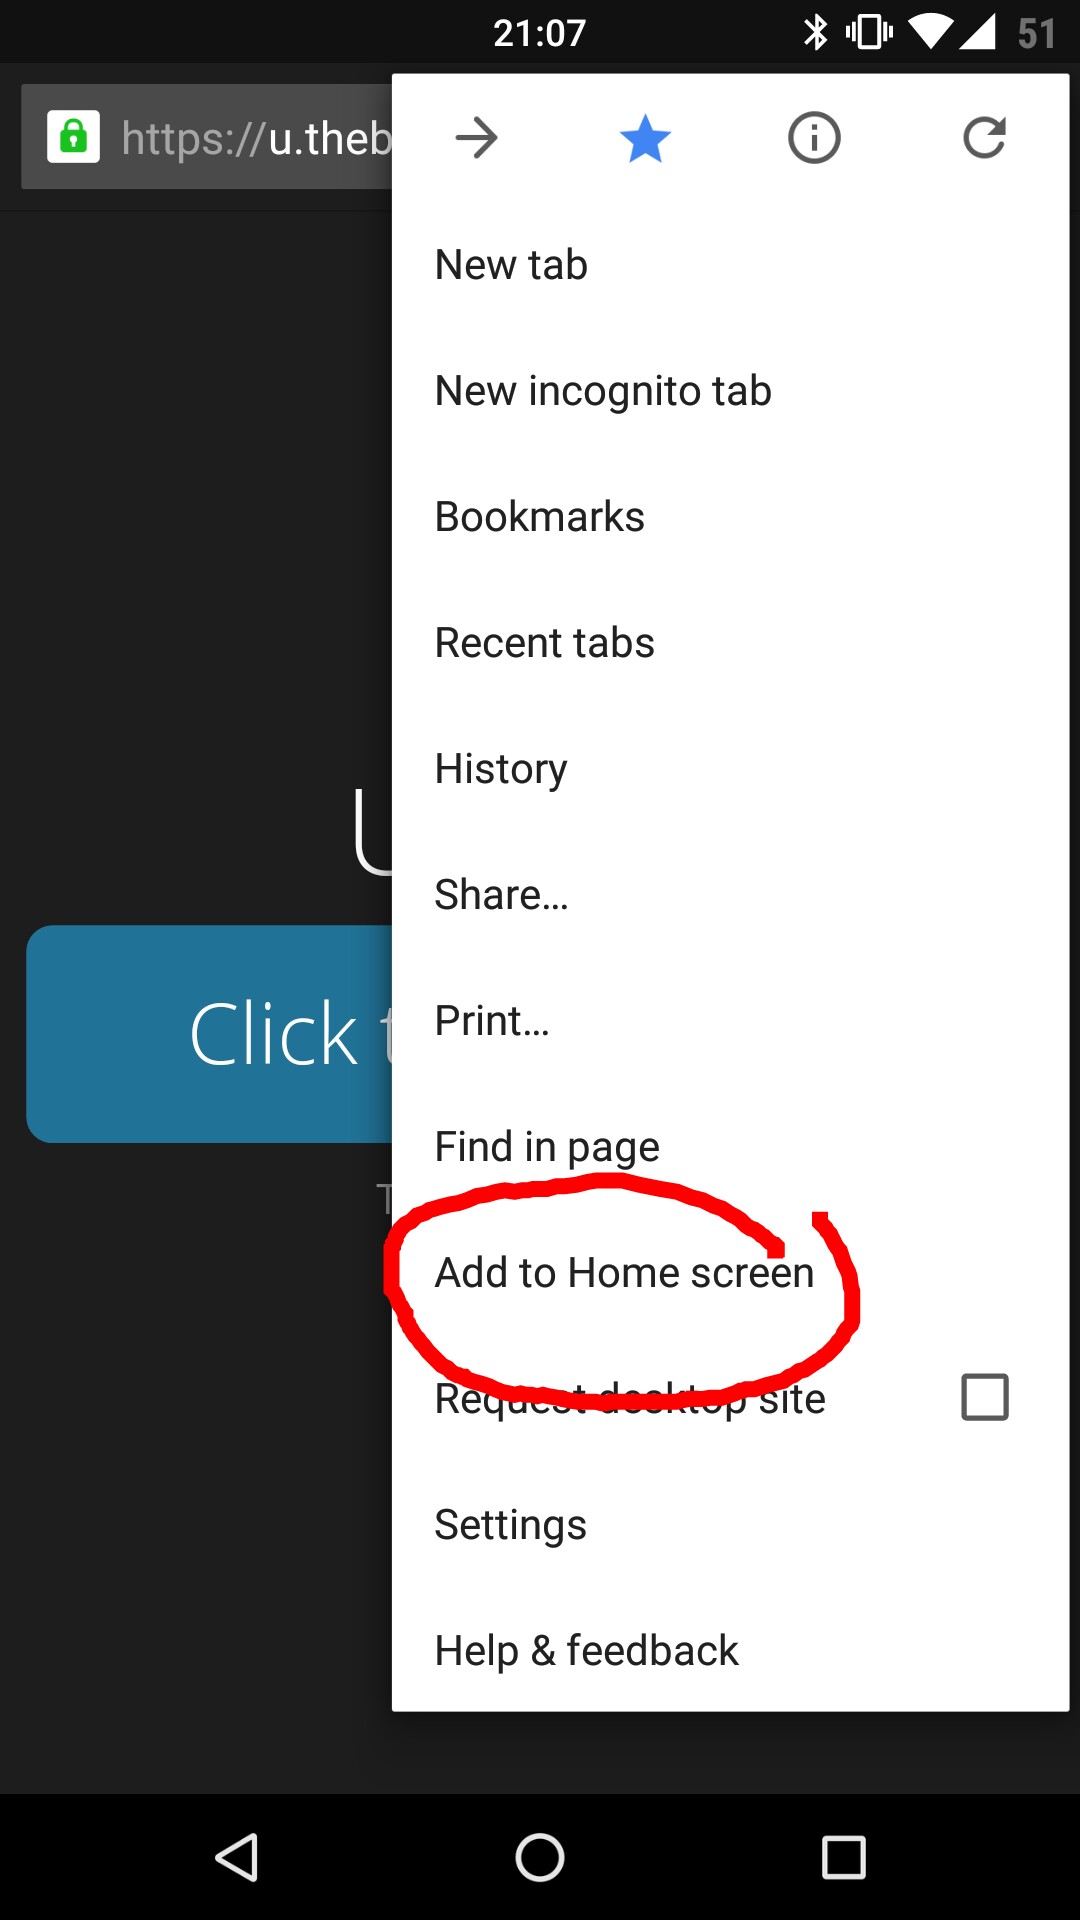 21:07
51
https://u.theb
New tab
New incognito tab
Bookmarks
Recent tabs
History
U
Share...
Print...
Click t
Find in page
T
Add to Home screen
Request desktop site
Settings
Help & feedback